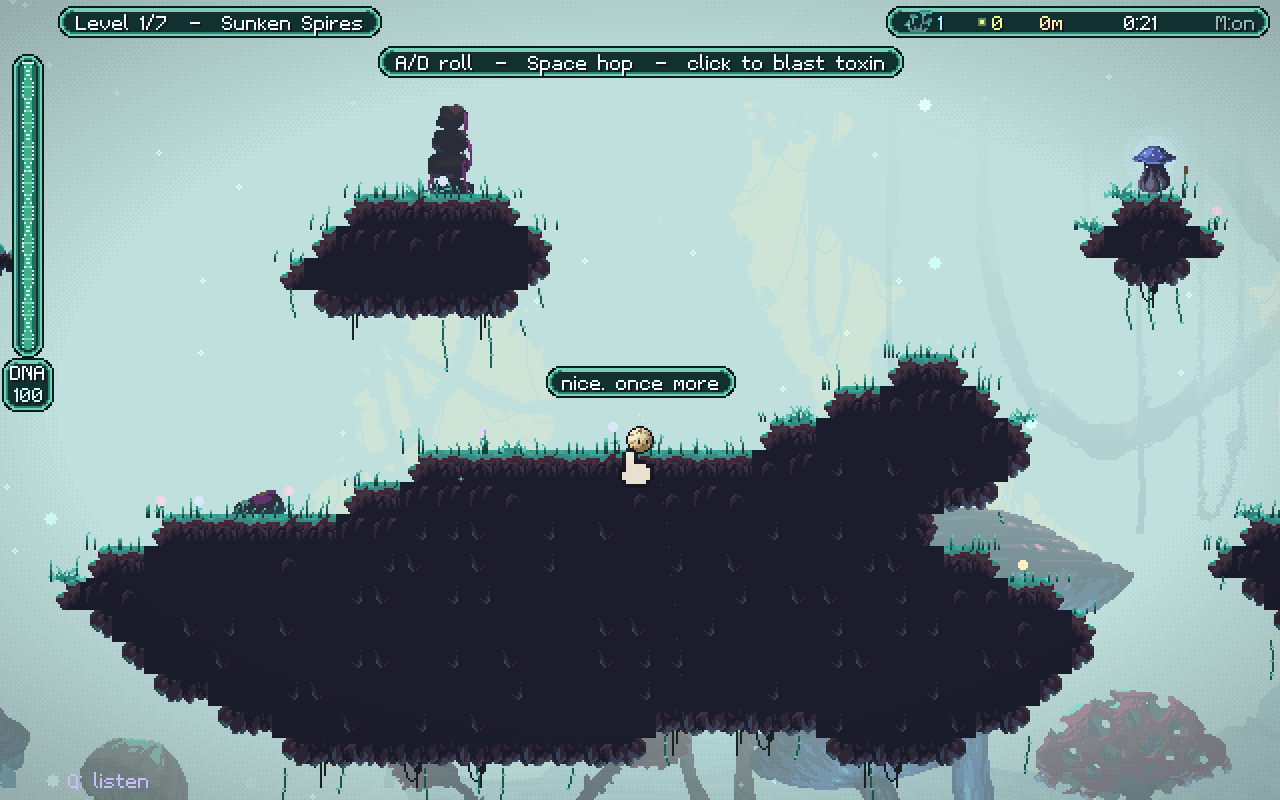 Level 1/7 - Sunken Spires
1 0 0m 0:21 M:on
A/D roll - Space hop - click to blast toxin
DNA
100
nice. once more
Q: listen